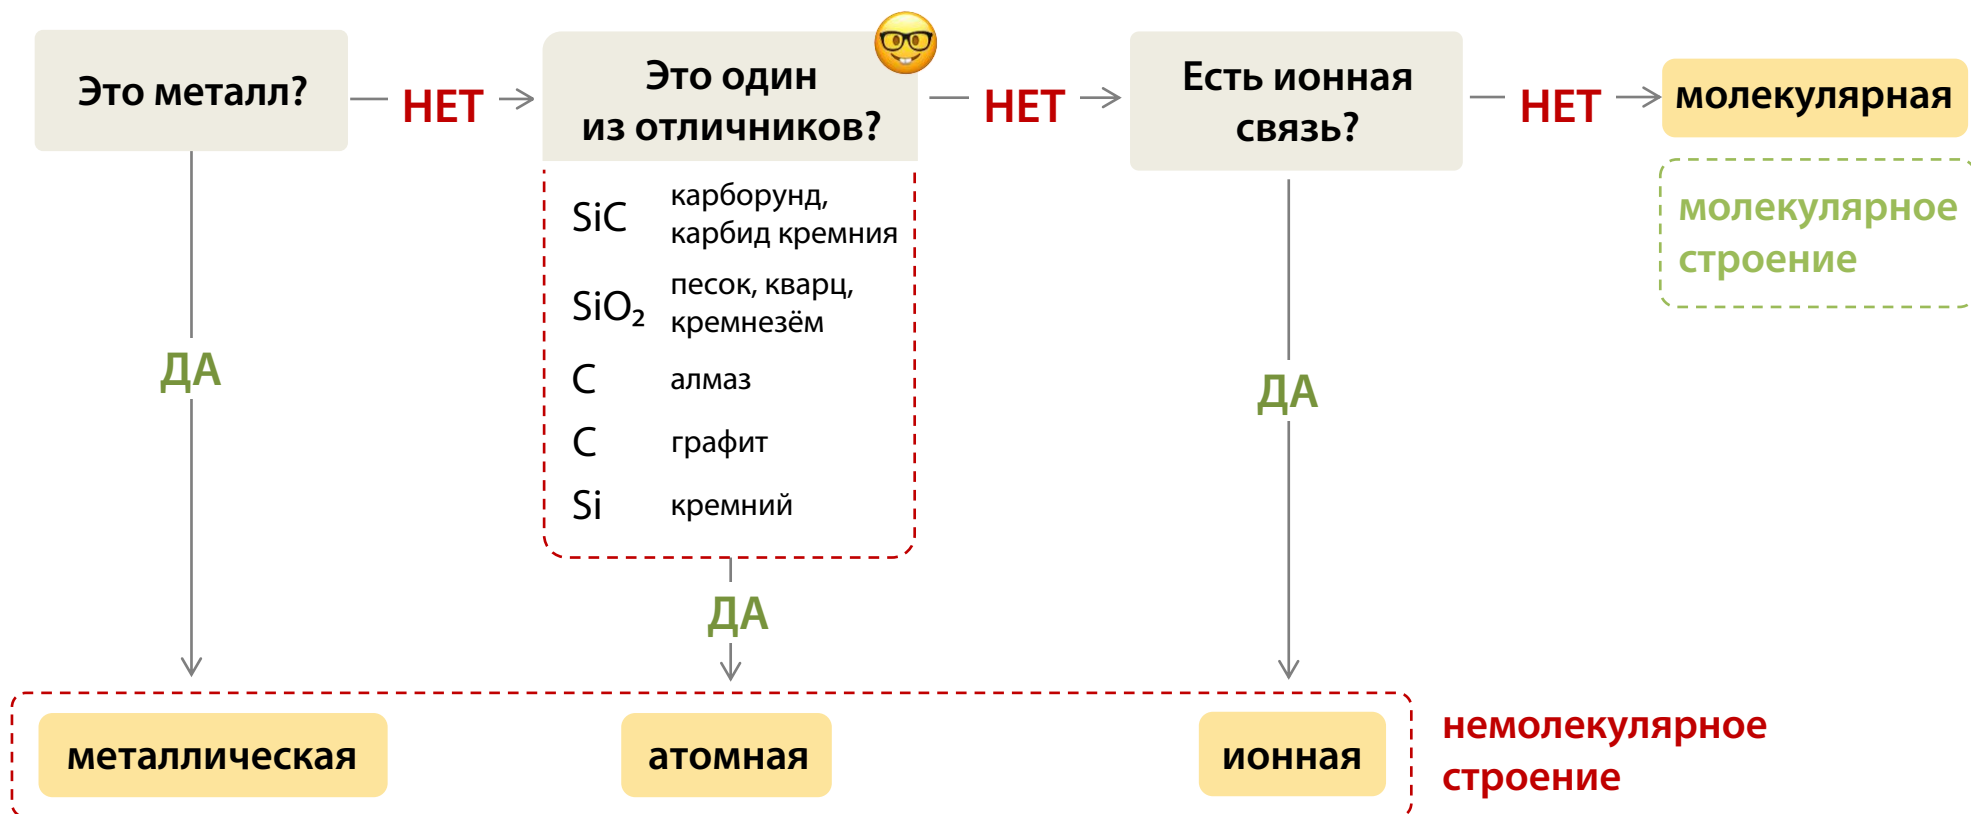 Это металл?
НЕТ
Это один
из отличников?
НЕТ
Есть ионная
связь?
НЕТ
молекулярная
молекулярное
строение
SiC
карборунд,
карбид кремния
SiO₂
песок, кварц,
кремнезём
C
алмаз
C
графит
Si
кремний
ДА
ДА
ДА
металлическая
атомная
ионная
немолекулярное
строение